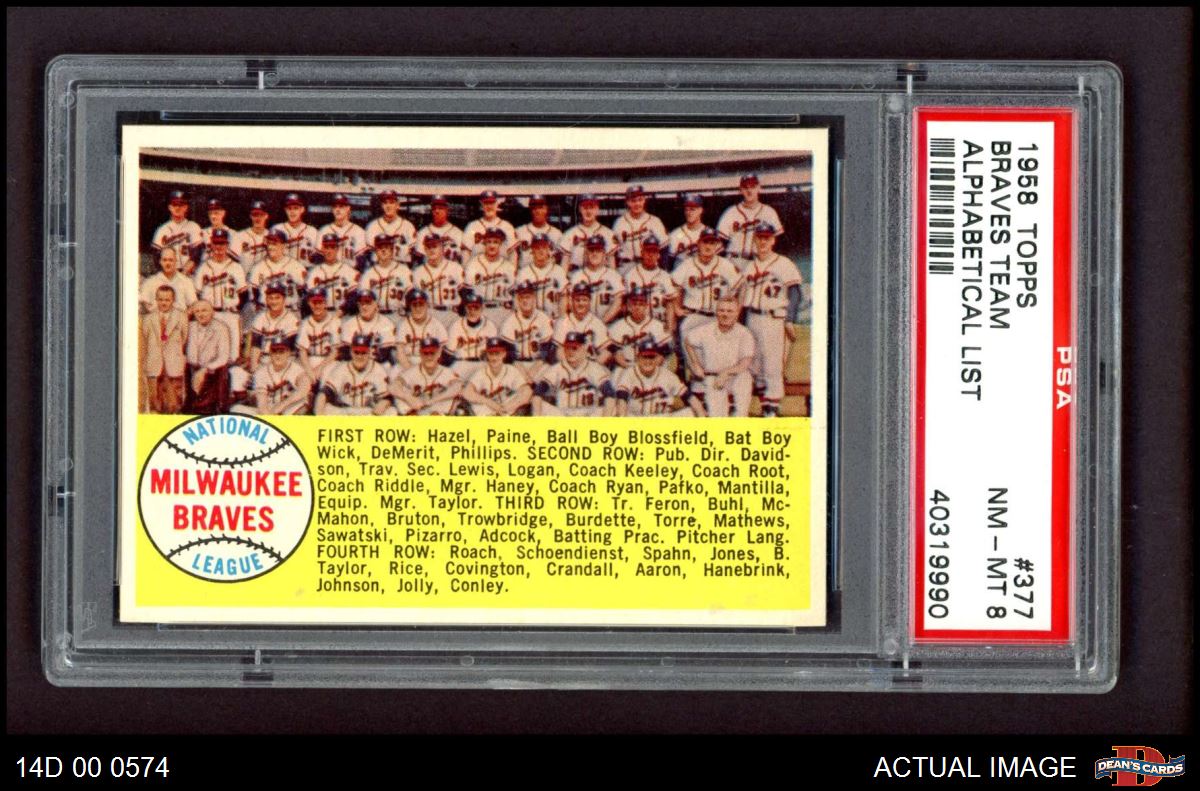 NATIONAL
MILWAUKEE
BRAVES
LEAGUE
FIRST ROW: Hazel, Paine, Ball Boy Blossfield, Bat Boy
Wick, DeMerit, Phillips. SECOND ROW: Pub. Dir. David-
son, Trav. Sec. Lewis, Logan, Coach Keeley, Coach Root,
Coach Riddle, Mgr. Haney, Coach Ryan, Pafko, Mantilla,
Equip. Mgr. Taylor. THIRD ROW: Tr. Feron, Buhl, Mc-
Mahon, Bruton, Trowbridge, Burdette, Torre, Mathews,
Sawatski, Pizarro, Adcock, Batting Prac. Pitcher Lang.
FOURTH ROW: Roach, Schoendienst, Spahn, Jones, B.
Taylor, Rice, Covington, Crandall, Aaron, Hanebrink,
Johnson, Jolly, Conley.
PSA
1958 TOPPS #377
BRAVES TEAM NM-MT 8
ALPHABETICAL LIST
40319990
14D 00 0574
ACTUAL IMAGE
DEAN'S CARDS